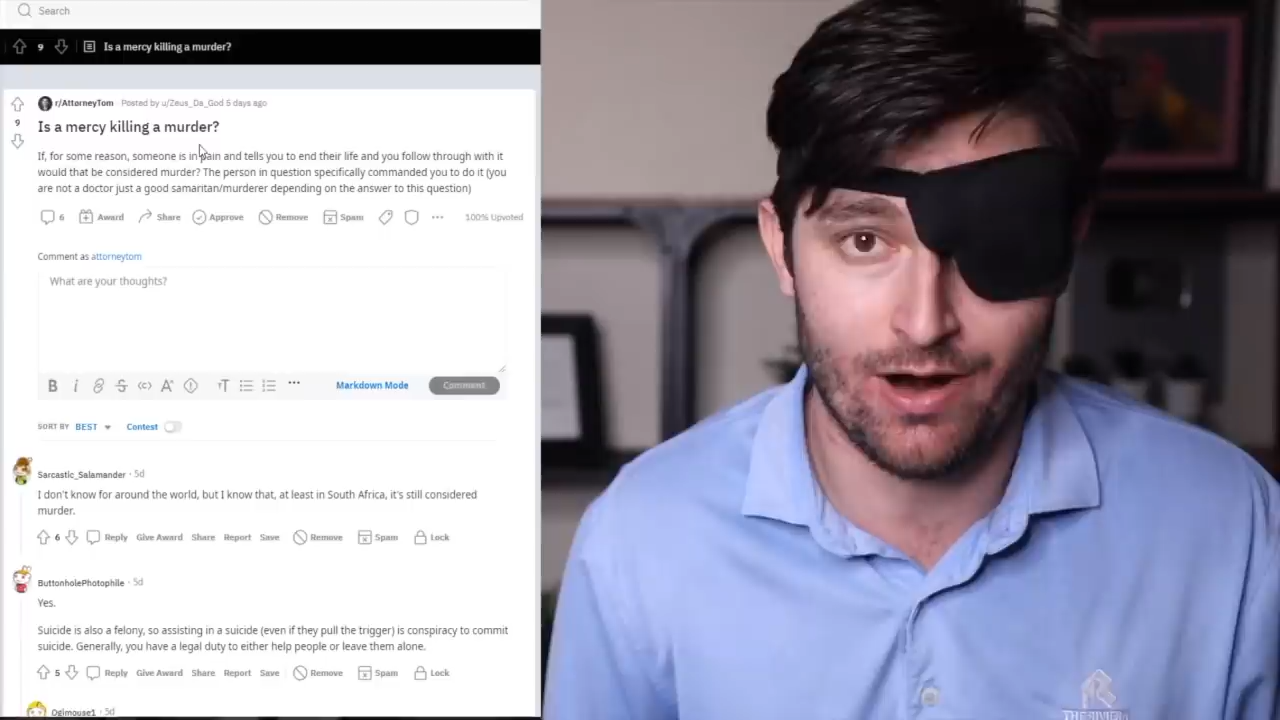 Search
9
Is a mercy killing a murder?
r/AttorneyTom Posted by u/Zeus_Da_God 5 days ago
9
Is a mercy killing a murder?
If, for some reason, someone is in pain and tells you to end their life and you follow through with it
would that be considered murder? The person in question specifically commanded you to do it (you
are not a doctor just a good samaritan/murderer depending on the answer to this question)
6 Award Share Approve Remove Spam ... 100% Upvoted
Comment as attorneytom
What are your thoughts?
B i Markdown Mode Comment
SORT BY BEST Contest
Sarcastic_Salamander · 5d
I don't know for around the world, but I know that, at least in South Africa, it's still considered
murder.
6 Reply Give Award Share Report Save Remove Spam Lock
ButtonholePhotophile · 5d
Yes.
Suicide is also a felony, so assisting in a suicide (even if they pull the trigger) is conspiracy to commit
suicide. Generally, you have a legal duty to either help people or leave them alone.
5 Reply Give Award Share Report Save Remove Spam Lock
Ogimouse1 · 5d